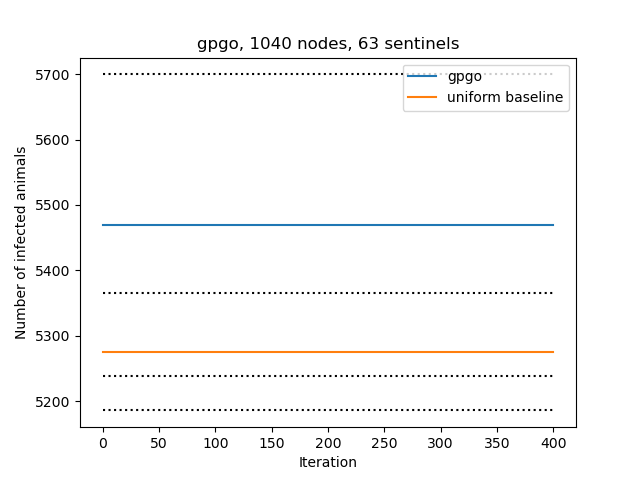 gpgo, 1040 nodes, 63 sentinels
gpgo
uniform baseline
Number of infected animals
5700
5600
5500
5400
5300
5200
0 50 100 150 200 250 300 350 400
Iteration